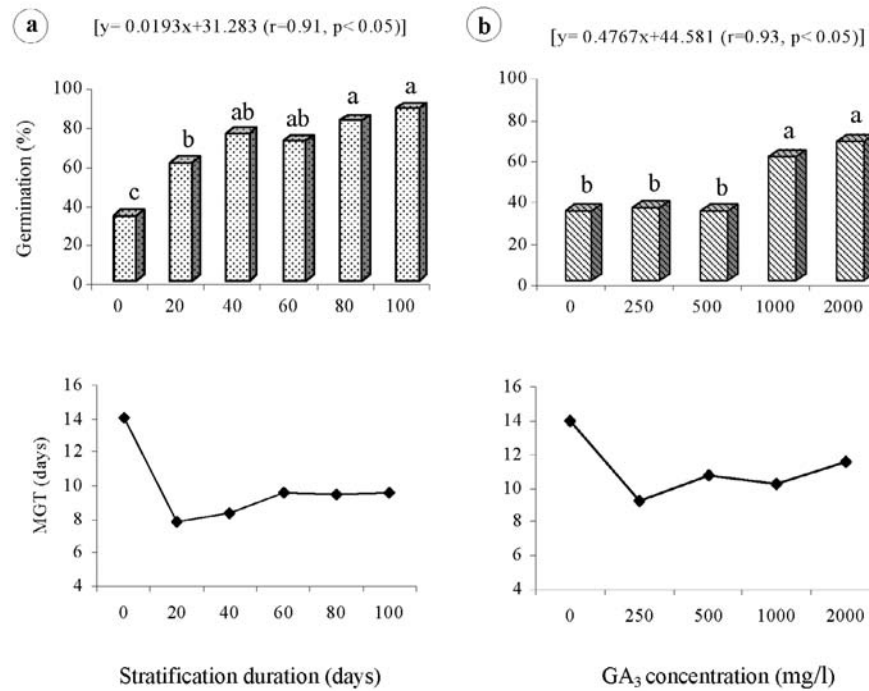 a
[y= 0.0193x+31.283 (r=0.91, p< 0.05)]
b
[y= 0.4767x+44.581 (r=0.93, p< 0.05)]
Germination (%)
100
80
60
40
20
0
c
b
ab
ab
a
a
0 20 40 60 80 100
100
80
60
40
20
0
b
b
b
a
a
0 250 500 1000 2000
MGT (days)
16
14
12
10
8
6
4
0 20 40 60 80 100
Stratification duration (days)
16
14
12
10
8
6
4
0 250 500 1000 2000
GA3 concentration (mg/l)